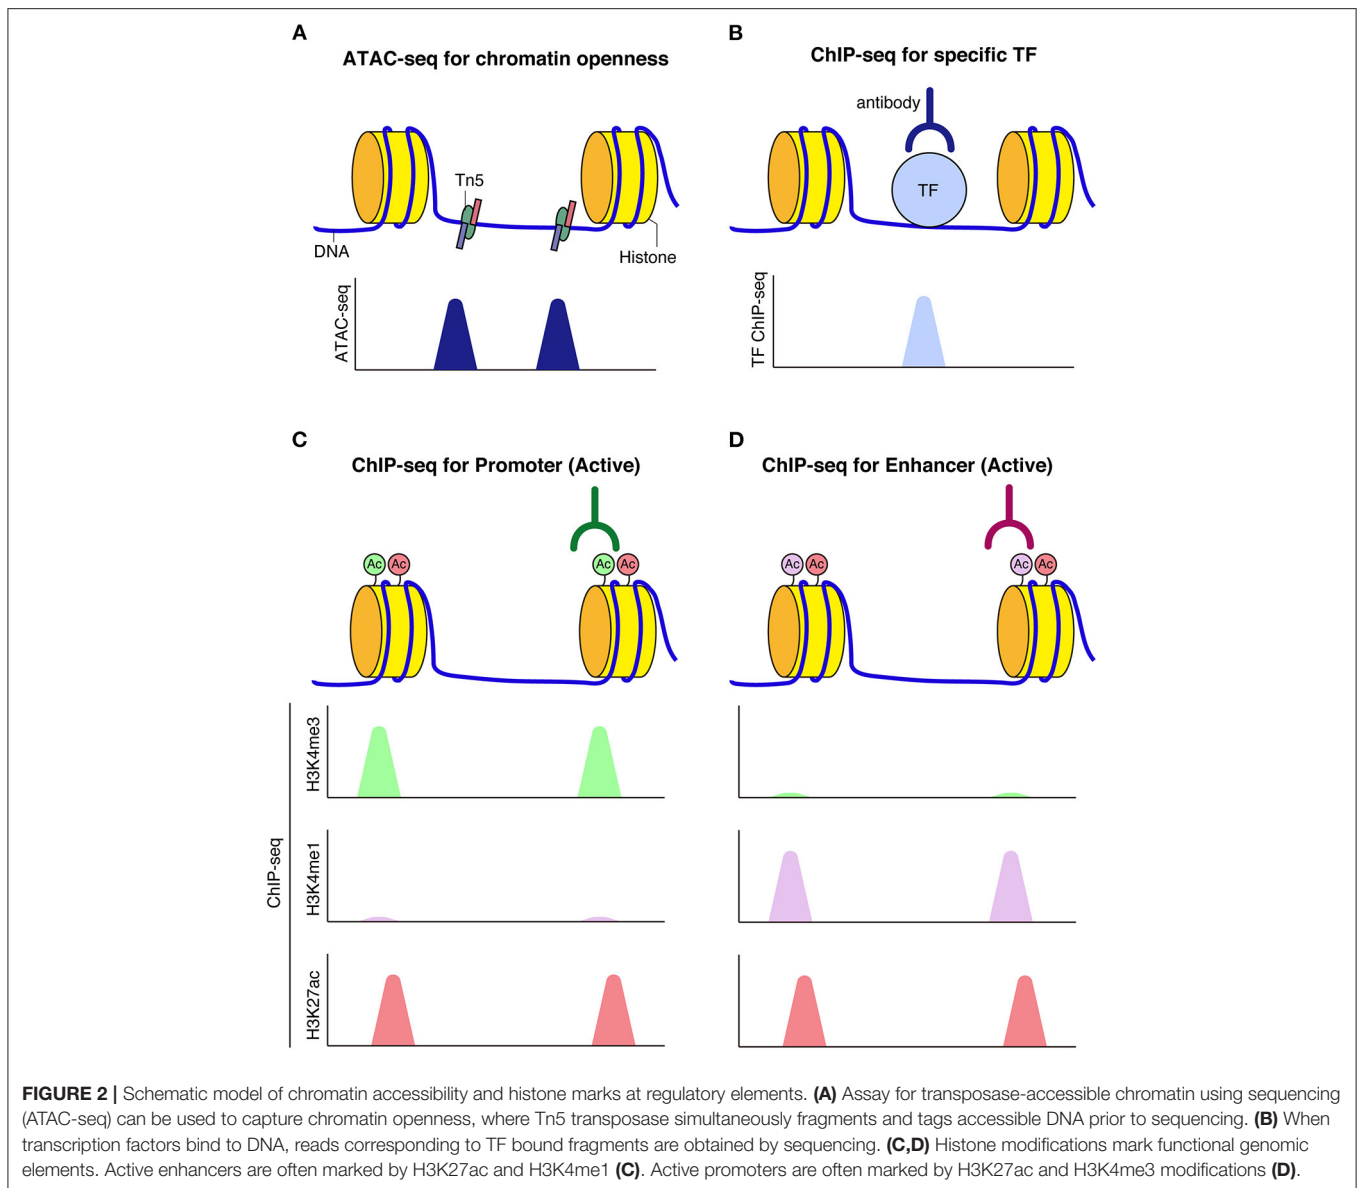 A
ATAC-seq for chromatin openness
Tn5
DNA
Histone
ATAC-seq
B
ChIP-seq for specific TF
antibody
TF
TF ChIP-seq
C
ChIP-seq for Promoter (Active)
Ac Ac Ac Ac
D
ChIP-seq for Enhancer (Active)
Ac Ac Ac Ac
ChIP-seq
H3K4me3
H3K4me1
H3K27ac
FIGURE 2 | Schematic model of chromatin accessibility and histone marks at regulatory elements. (A) Assay for transposase-accessible chromatin using sequencing
(ATAC-seq) can be used to capture chromatin openness, where Tn5 transposase simultaneously fragments and tags accessible DNA prior to sequencing. (B) When
transcription factors bind to DNA, reads corresponding to TF bound fragments are obtained by sequencing. (C,D) Histone modifications mark functional genomic
elements. Active enhancers are often marked by H3K27ac and H3K4me1 (C). Active promoters are often marked by H3K27ac and H3K4me3 modifications (D).